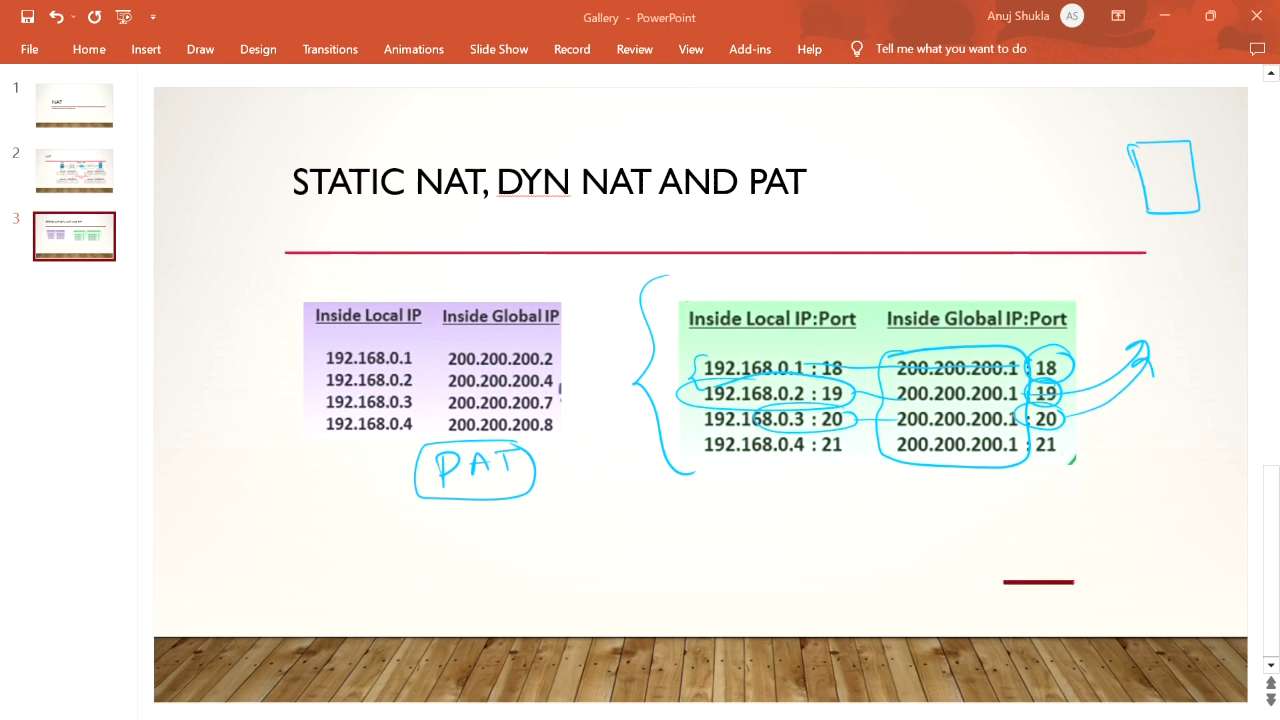 Gallery - PowerPoint
Anuj Shukla AS
File Home Insert Draw Design Transitions Animations Slide Show Record Review View Add-ins Help Tell me what you want to do
1
NAT
2
3
STATIC NAT, DYN NAT AND PAT
Inside Local IP Inside Global IP
192.168.0.1 200.200.200.2
192.168.0.2 200.200.200.4
192.168.0.3 200.200.200.7
192.168.0.4 200.200.200.8
PAT
Inside Local IP:Port Inside Global IP:Port
192.168.0.1 : 18 200.200.200.1 : 18
192.168.0.2 : 19 200.200.200.1 : 19
192.168.0.3 : 20 200.200.200.1 : 20
192.168.0.4 : 21 200.200.200.1 : 21